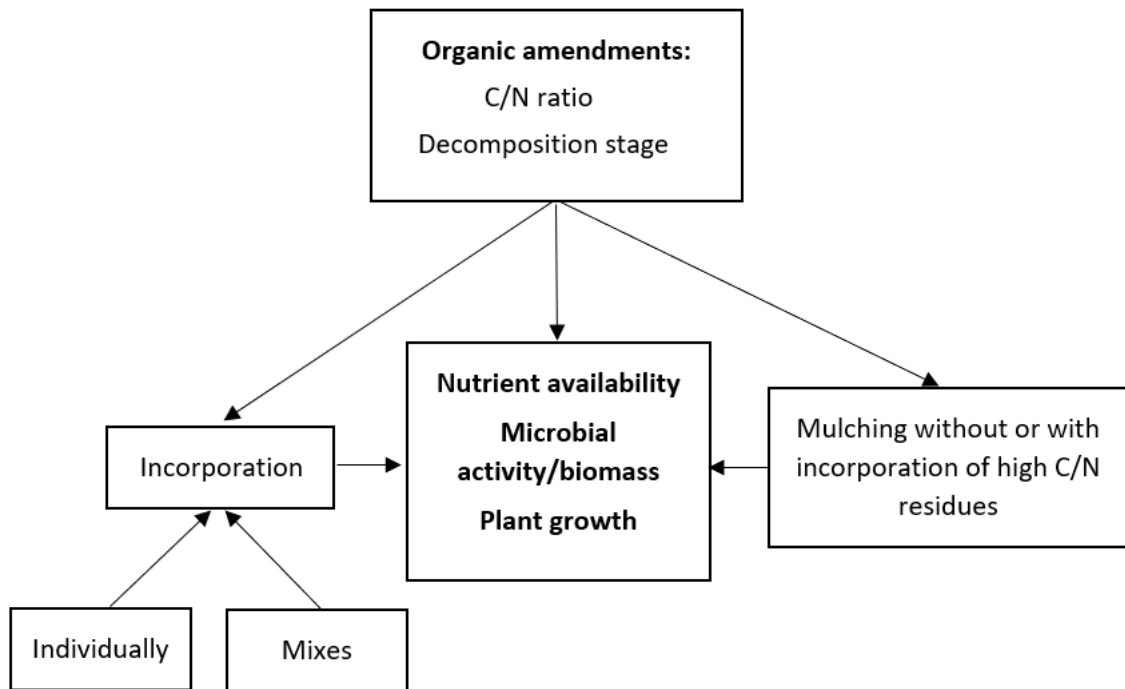 Organic amendments:
C/N ratio
Decomposition stage
Nutrient availability
Microbial
activity/biomass
Plant growth
Incorporation
Mulching without or with
incorporation of high C/N
residues
Individually
Mixes